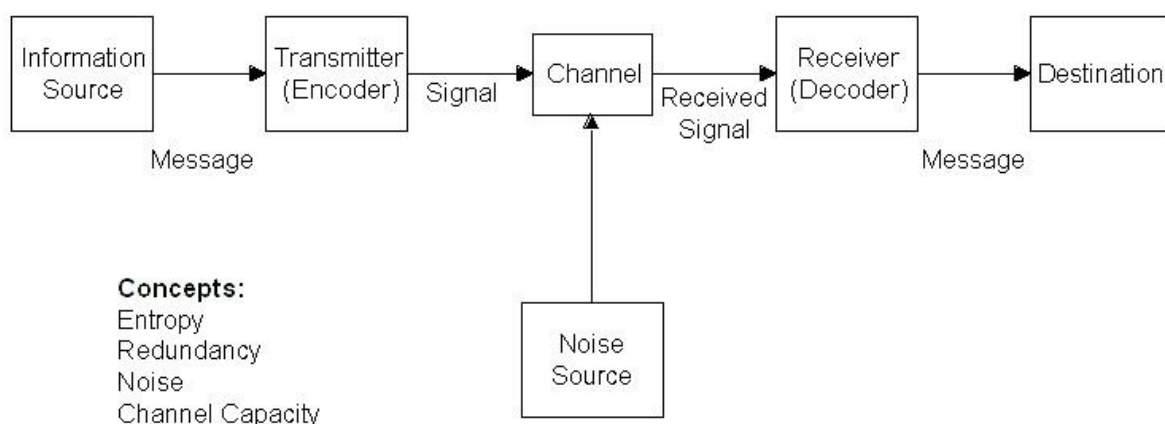 Information
Source
Transmitter
(Encoder)
Channel
Receiver
(Decoder)
Destination
Signal
Received
Signal
Message
Message
Concepts:
Entropy
Redundancy
Noise
Channel Capacity
Noise
Source